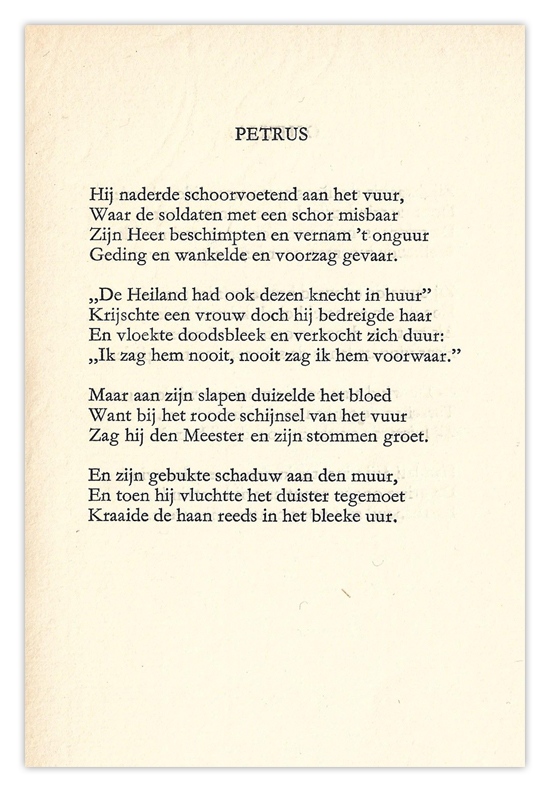 PETRUS
Hij naderde schoorvoetend aan het vuur,
Waar de soldaten met een schor misbaar
Zijn Heer beschimpten en vernam ’t onguur
Geding en wankelde en voorzag gevaar.
„De Heiland had ook dezen knecht in huur”
Krijschte een vrouw doch hij bedreigde haar
En vloekte doodsbleek en verkocht zich duur:
„Ik zag hem nooit, nooit zag ik hem voorwaar.”
Maar aan zijn slapen duizelde het bloed
Want bij het roode schijnsel van het vuur
Zag hij den Meester en zijn stommen groet.
En zijn gebukte schaduw aan den muur,
En toen hij vluchtte het duister tegemoet
Kraaide de haan reeds in het bleeke uur.